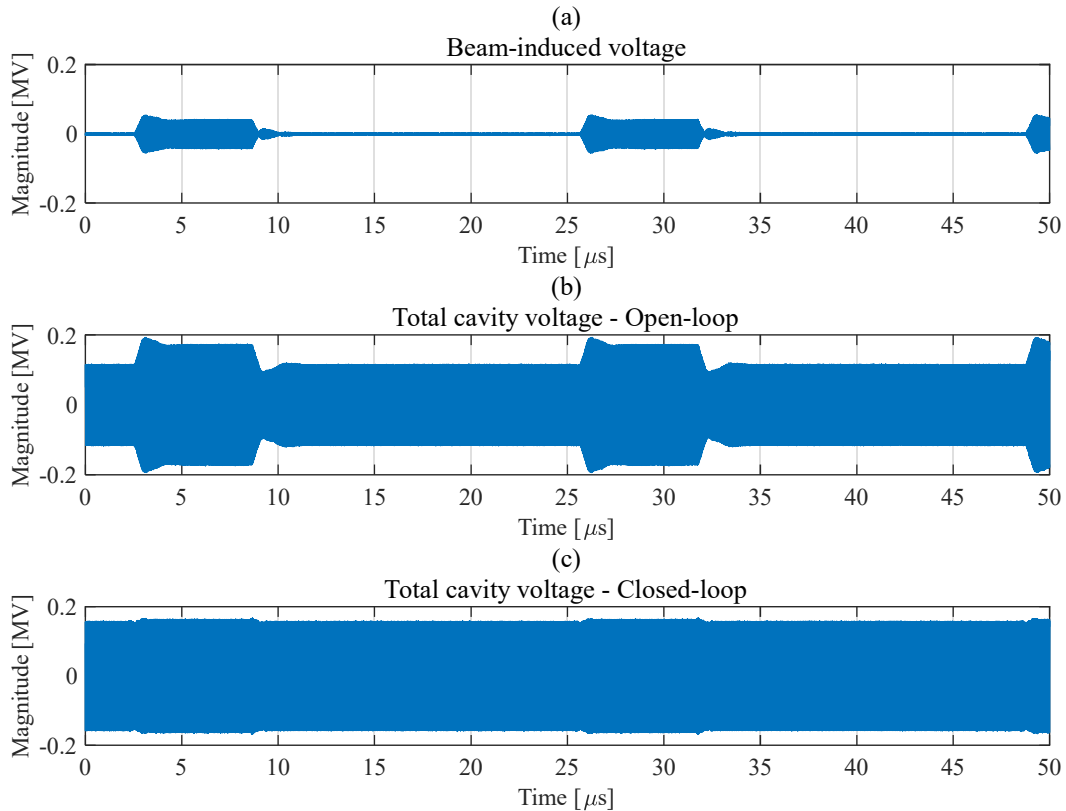 (a)
Beam-induced voltage
0.2
0
-0.2
Magnitude [MV]
0 5 10 15 20 25 30 35 40 45 50
Time [μs]
(b)
Total cavity voltage - Open-loop
0.2
0
-0.2
Magnitude [MV]
0 5 10 15 20 25 30 35 40 45 50
Time [μs]
(c)
Total cavity voltage - Closed-loop
0.2
0
-0.2
Magnitude [MV]
0 5 10 15 20 25 30 35 40 45 50
Time [μs]